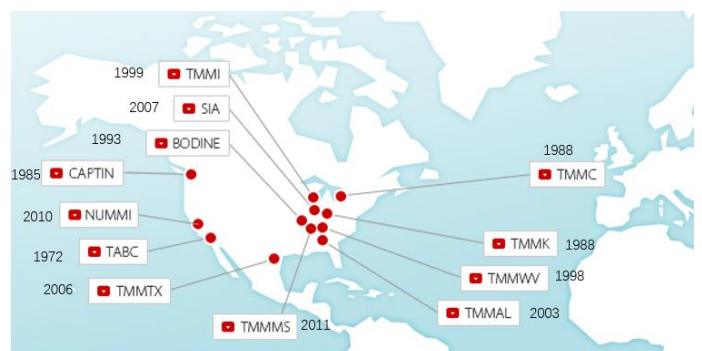 1999 TMMI
2007 SIA
1993 BODINE
1988
1985 CAPTIN
TMMC
2010 NUMMI
TMMK 1988
1972 TABC
TMMWV 1998
2006 TMMTX
TMMAL 2003
TMMMS 2011